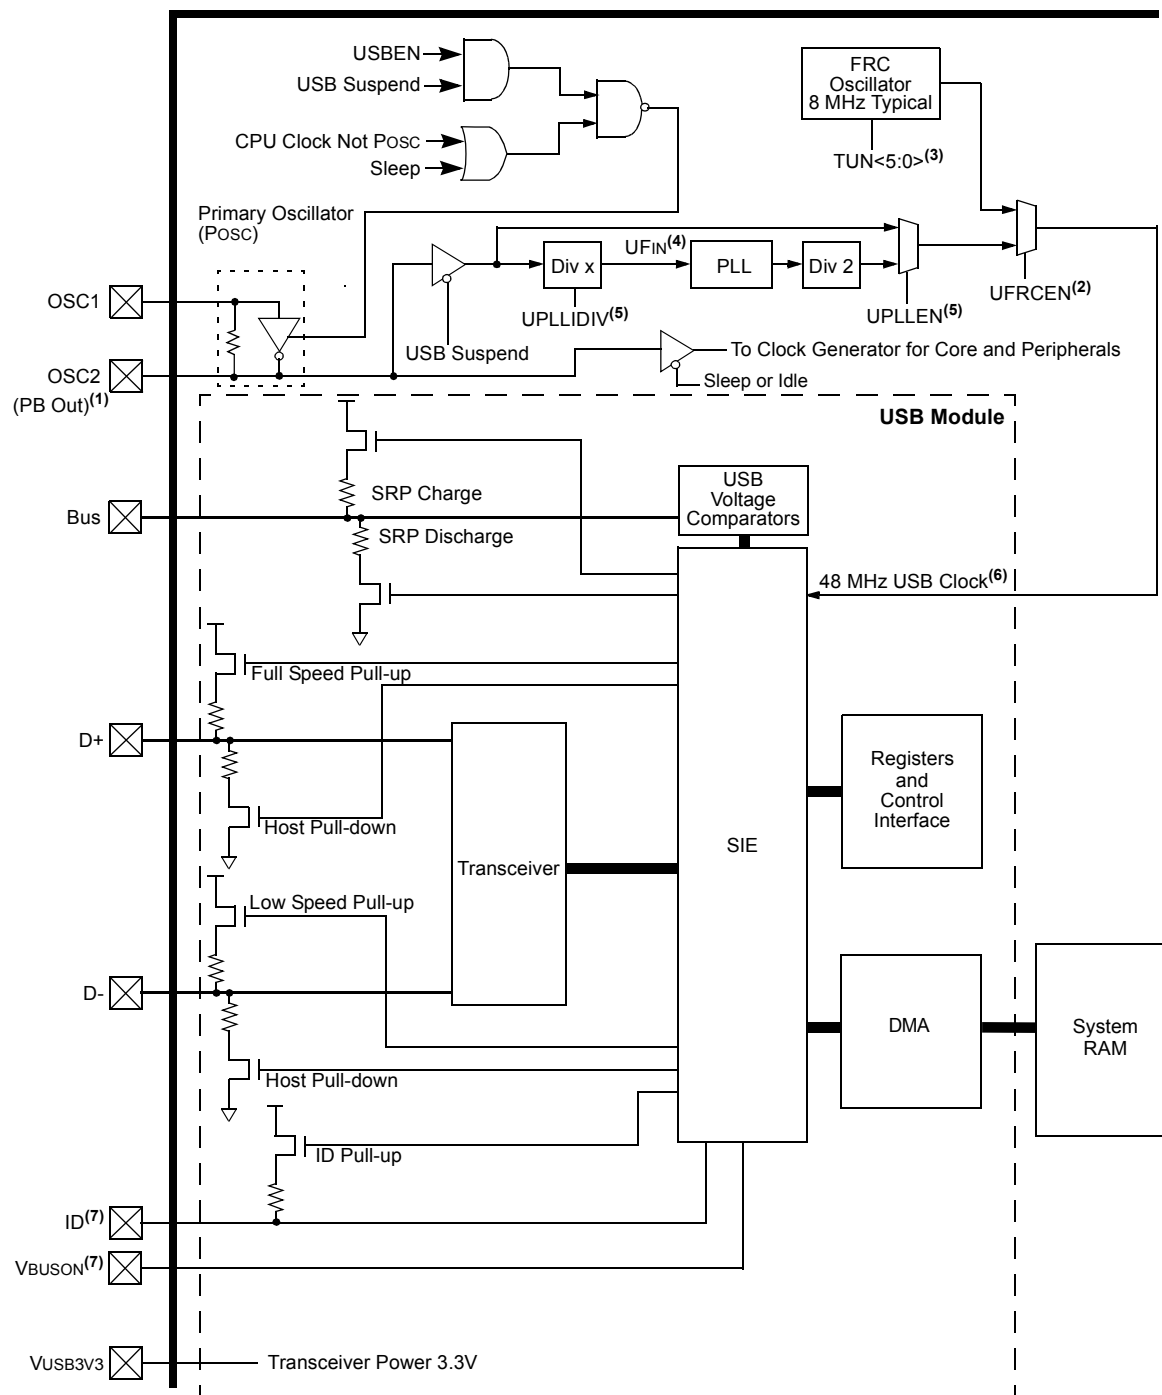 USBEN
USB Suspend
CPU Clock Not POSC
Sleep
FRC
Oscillator
8 MHz Typical
TUN<5:0>(3)
Primary Oscillator
(POSC)
UFIN(4)
Div x
PLL
Div 2
UPLLIDIV(5)
UPLLEN(5)
UFRCEN(2)
OSC1
USB Suspend
To Clock Generator for Core and Peripherals
Sleep or Idle
OSC2
(PB Out)(1)
USB Module
Bus
SRP Charge
SRP Discharge
USB
Voltage
Comparators
48 MHz USB Clock(6)
Full Speed Pull-up
D+
Host Pull-down
Transceiver
SIE
Registers
and
Control
Interface
Low Speed Pull-up
D-
Host Pull-down
DMA
System
RAM
ID Pull-up
ID(7)
VBUSON(7)
VUSB3V3
Transceiver Power 3.3V